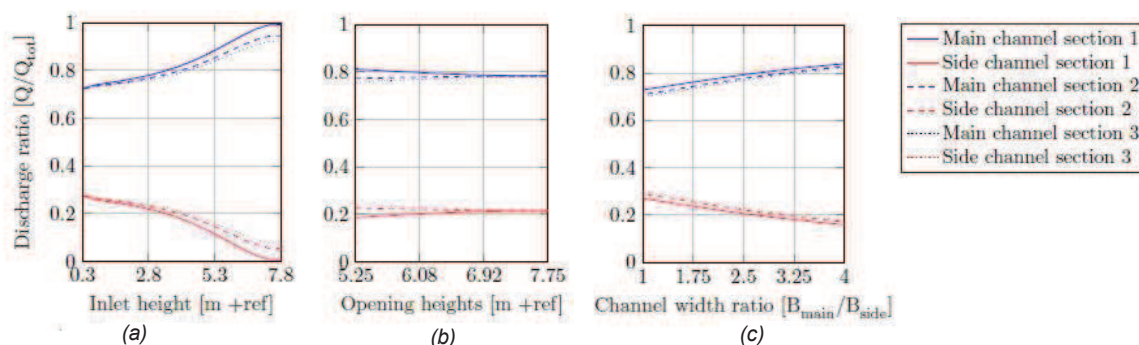 Discharge ratio [Q/Q_tot]
1
0.8
0.6
0.4
0.2
0
0.3 2.8 5.3 7.8
Inlet height [m +ref]
(a)
1
0.8
0.6
0.4
0.2
0
5.25 6.08 6.92 7.75
Opening heights [m +ref]
(b)
1
0.8
0.6
0.4
0.2
0
1 1.75 2.5 3.25 4
Channel width ratio [B_main/B_side]
(c)
Main channel section 1
Side channel section 1
Main channel section 2
Side channel section 2
Main channel section 3
Side channel section 3